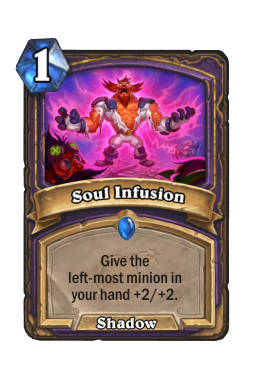 1
Soul Infusion
Give the
left-most minion in
your hand +2/+2.
Shadow